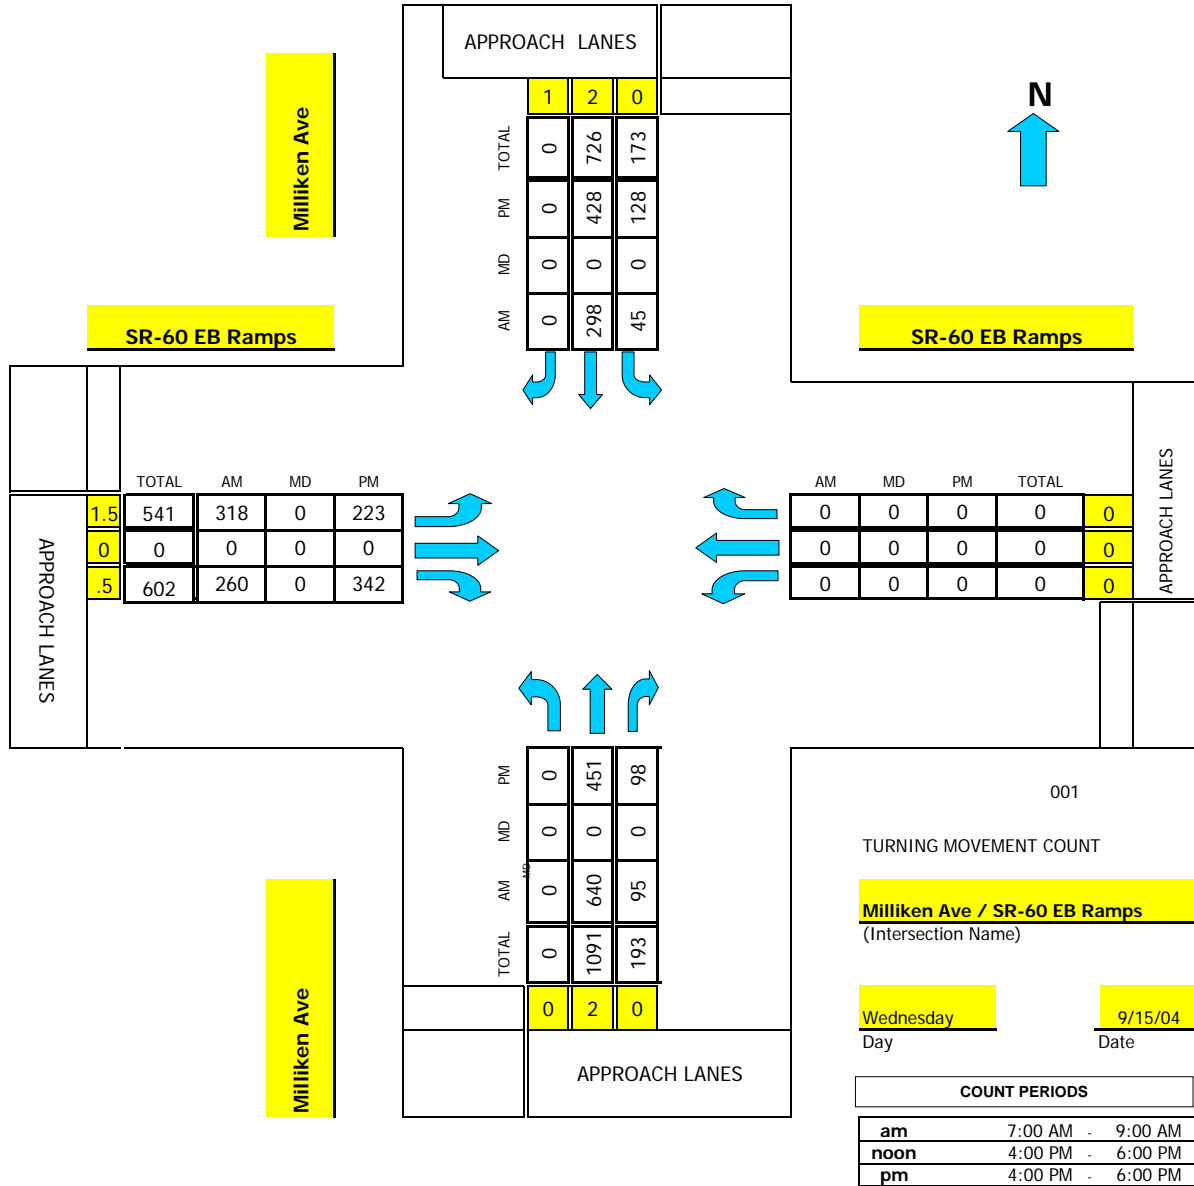 APPROACH LANES
1 2 0
N
Milliken Ave
TOTAL 0 726 173
PM 0 428 128
MD 0 0 0
AM 0 298 45
SR-60 EB Ramps
SR-60 EB Ramps
TOTAL AM MD PM
1.5 541 318 0 223
0 0 0 0 0
.5 602 260 0 342
APPROACH LANES
AM MD PM TOTAL
0 0 0 0 0
0 0 0 0 0
0 0 0 0 0
APPROACH LANES
PM 0 451 98
MD 0 0 0
MD
AM 0 640 95
TOTAL 0 1091 193
0 2 0
APPROACH LANES
Milliken Ave
001
TURNING MOVEMENT COUNT
Milliken Ave / SR-60 EB Ramps
(Intersection Name)
Wednesday 9/15/04
Day Date
COUNT PERIODS
am 7:00 AM - 9:00 AM
noon 4:00 PM - 6:00 PM
pm 4:00 PM - 6:00 PM